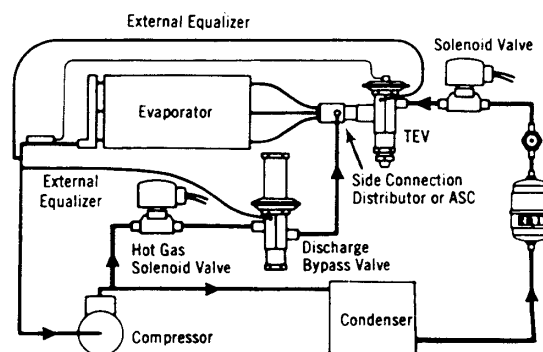 External Equalizer
Solenoid Valve
Evaporator
TEV
External
Equalizer
Side Connection
Distributor or ASC
Hot Gas
Solenoid Valve
Discharge
Bypass Valve
Compressor
Condenser